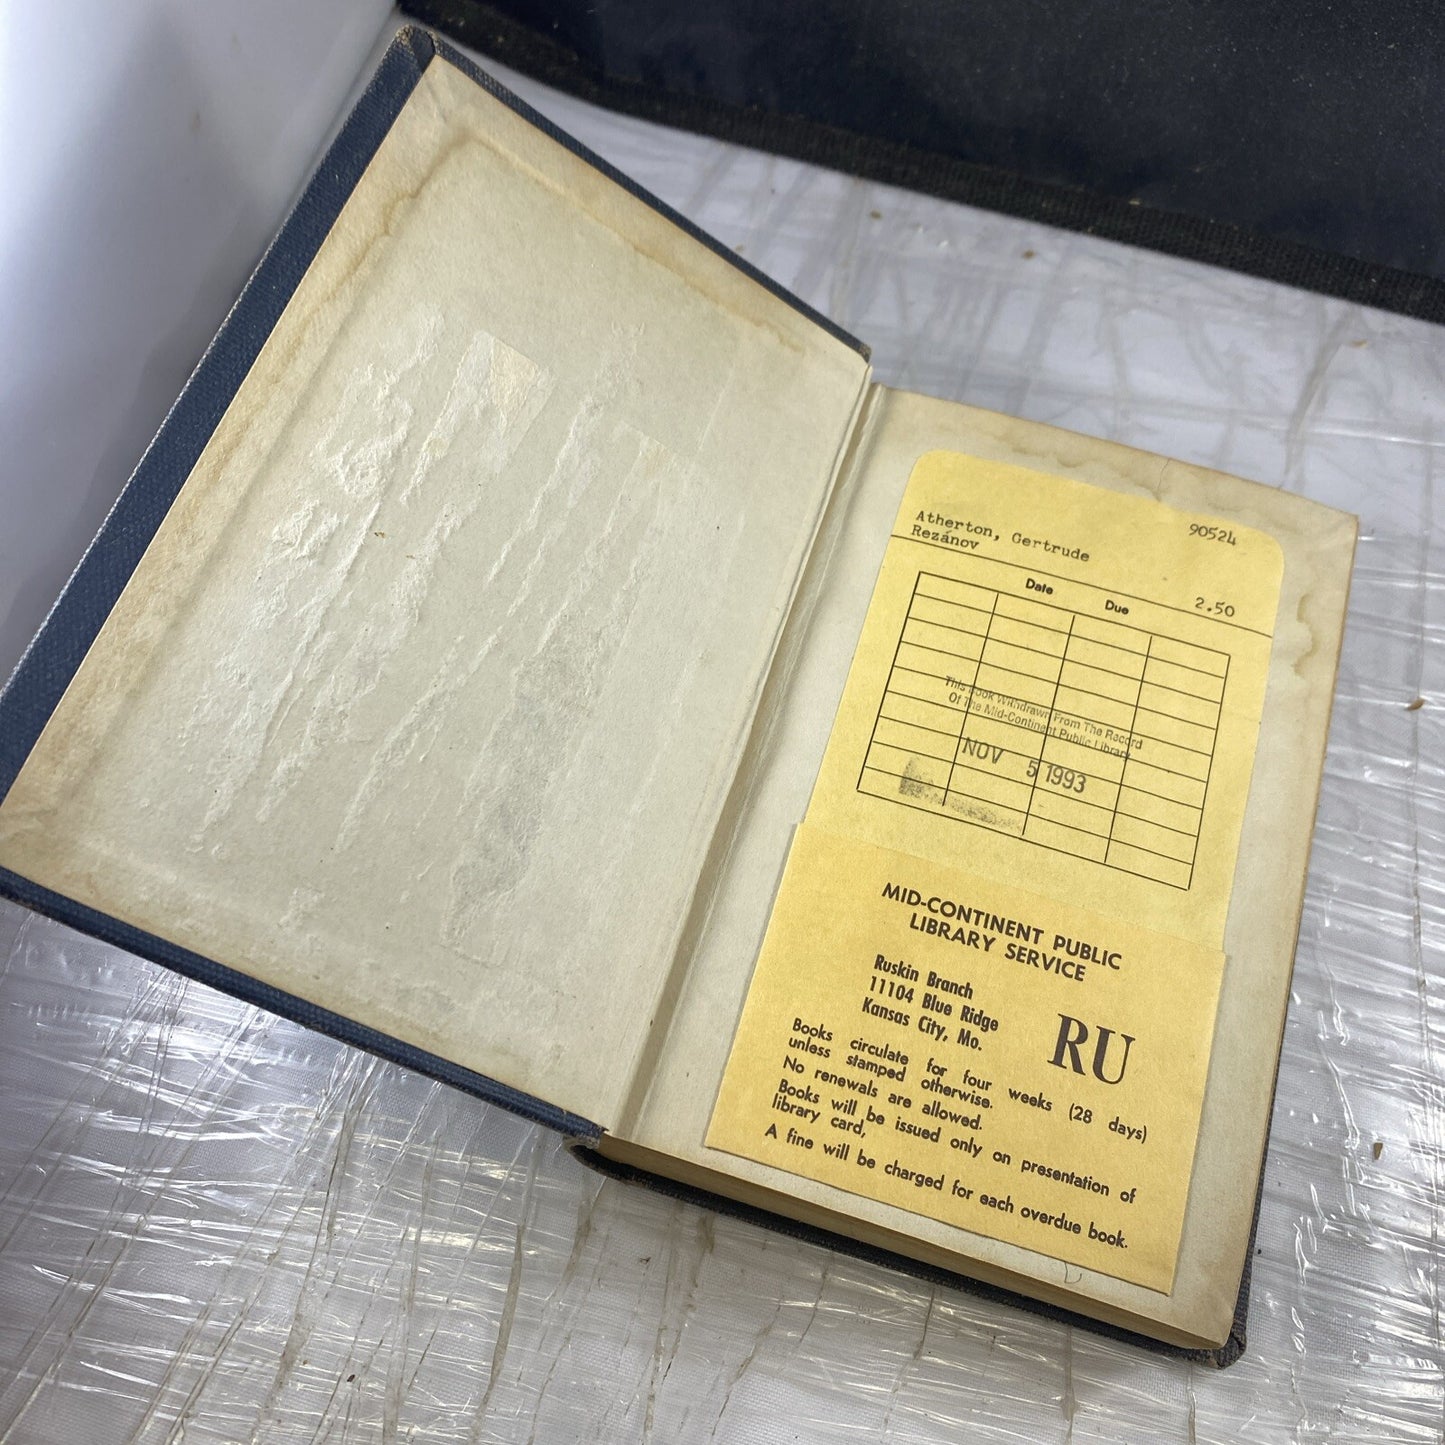 Atherton, Gertrude 90524
Rezánov
2.50
Date Due
This Book Withdrawn From The Record
Of The Mid-Continent Public Library
NOV 5 1993
MID-CONTINENT PUBLIC
LIBRARY SERVICE
Ruskin Branch
11104 Blue Ridge
Kansas City, Mo.
RU
Books circulate for four weeks (28 days)
unless stamped otherwise.
No renewals are allowed.
Books will be issued only on presentation of
library card,
A fine will be charged for each overdue book.